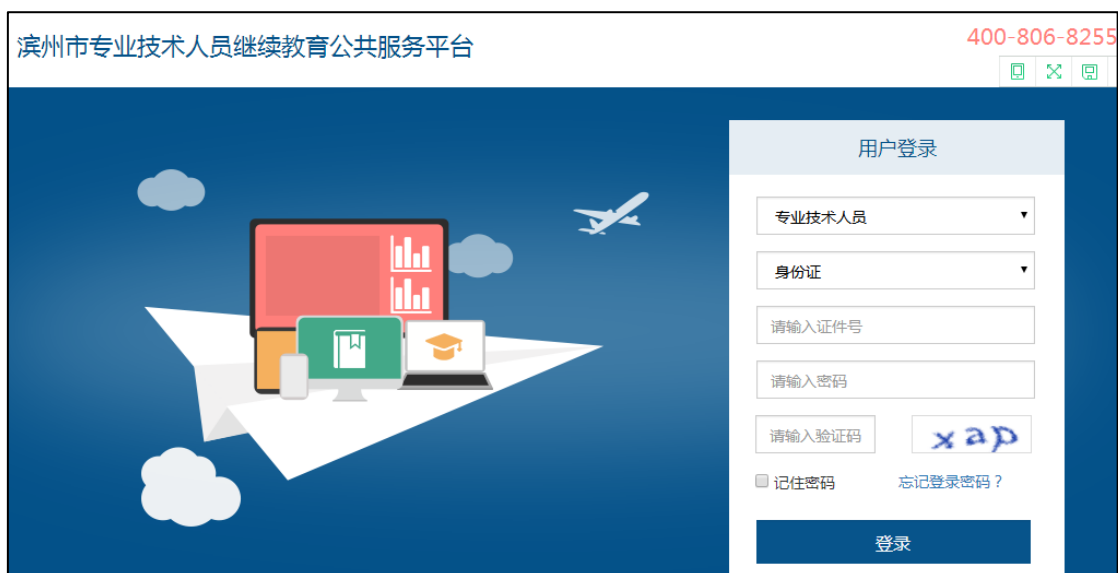 滨州市专业技术人员继续教育公共服务平台
400-806-8255
用户登录
专业技术人员
身份证
请输入证件号
请输入密码
请输入验证码
xap
记住密码
忘记登录密码？
登录